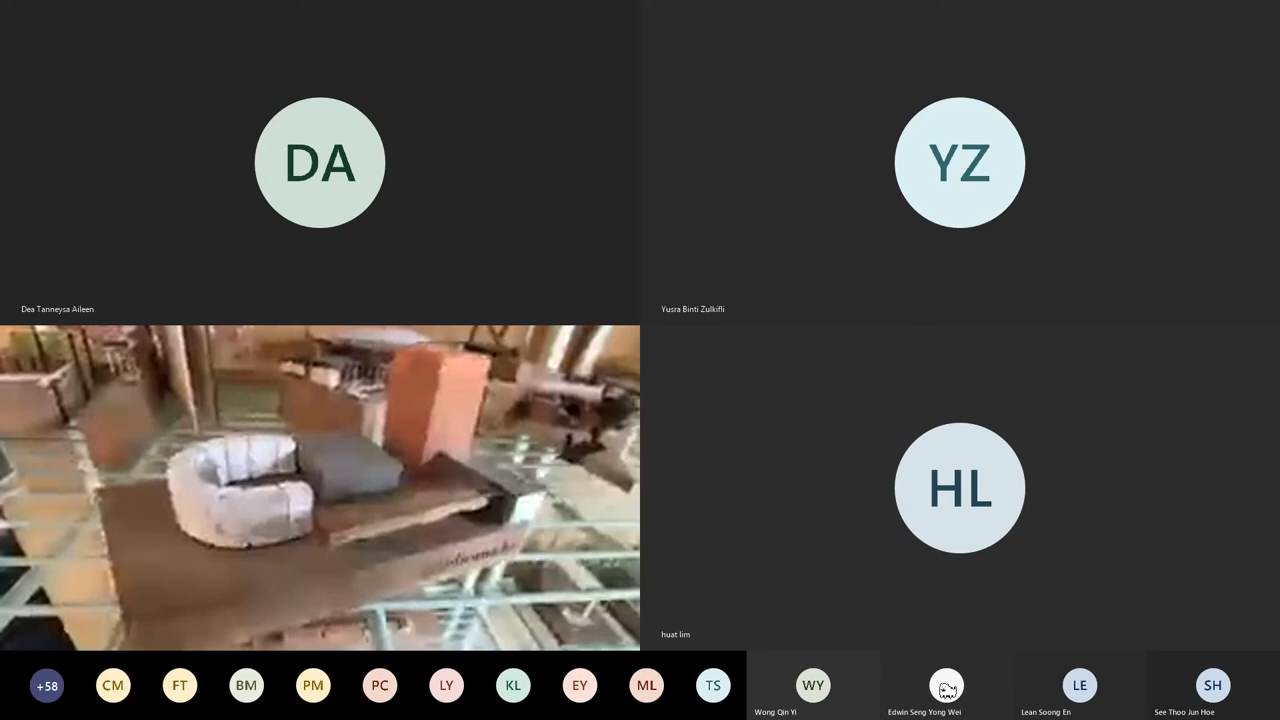 DA
YZ
Dea Tanneysa Aileen
Yusra Binti Zulkifli
HL
huat lim
+58
CM
FT
BM
PM
PC
LY
KL
EY
ML
TS
WY
LE
SH
Wong Qin Yi
Edwin Seng Yong Wei
Lean Soong En
See Thoo Jun Hoe